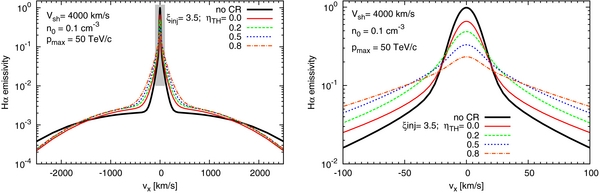 Hα emissivity
10⁰
10⁻¹
10⁻²
10⁻³
10⁻⁴
V_sh= 4000 km/s
n_0 = 0.1 cm⁻³
p_max = 50 TeV/c
no CR
ξ_inj= 3.5; η_TH= 0.0
0.2
0.5
0.8
-2000 -1000 0 1000 2000
v_x [km/s]
Hα emissivity
10⁰
10⁻¹
10⁻²
V_sh= 4000 km/s
n_0 = 0.1 cm⁻³
p_max = 50 TeV/c
no CR
ξinj= 3.5; η_TH= 0.0
0.2
0.5
0.8
-100 -50 0 50 100
v_x [km/s]